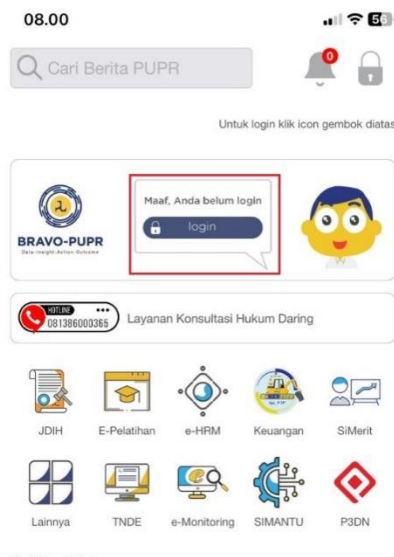 08.00
56
Cari Berita PUPR
0
Untuk login klik icon gembok diatas
BRAVO-PUPR
Data-Insight-Action-Outcome
Maaf, Anda belum login
login
HOTLINE
081386000365
Layanan Konsultasi Hukum Daring
JDIH
E-Pelatihan
e-HRM
Keuangan
SiMerit
Lainnya
TNDE
e-Monitoring
SIMANTU
P3DN